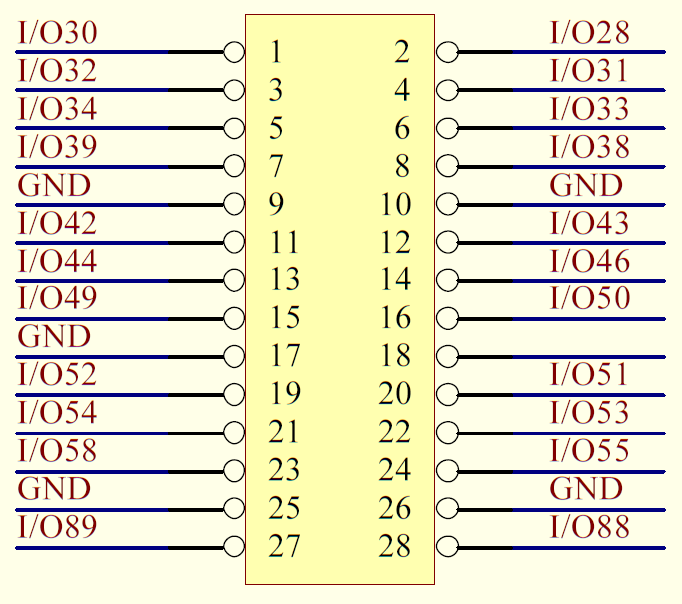 I/O30 1 2 I/O28
I/O32 3 4 I/O31
I/O34 5 6 I/O33
I/O39 7 8 I/O38
GND 9 10 GND
I/O42 11 12 I/O43
I/O44 13 14 I/O46
I/O49 15 16 I/O50
GND 17 18
I/O52 19 20 I/O51
I/O54 21 22 I/O53
I/O58 23 24 I/O55
GND 25 26 GND
I/O89 27 28 I/O88